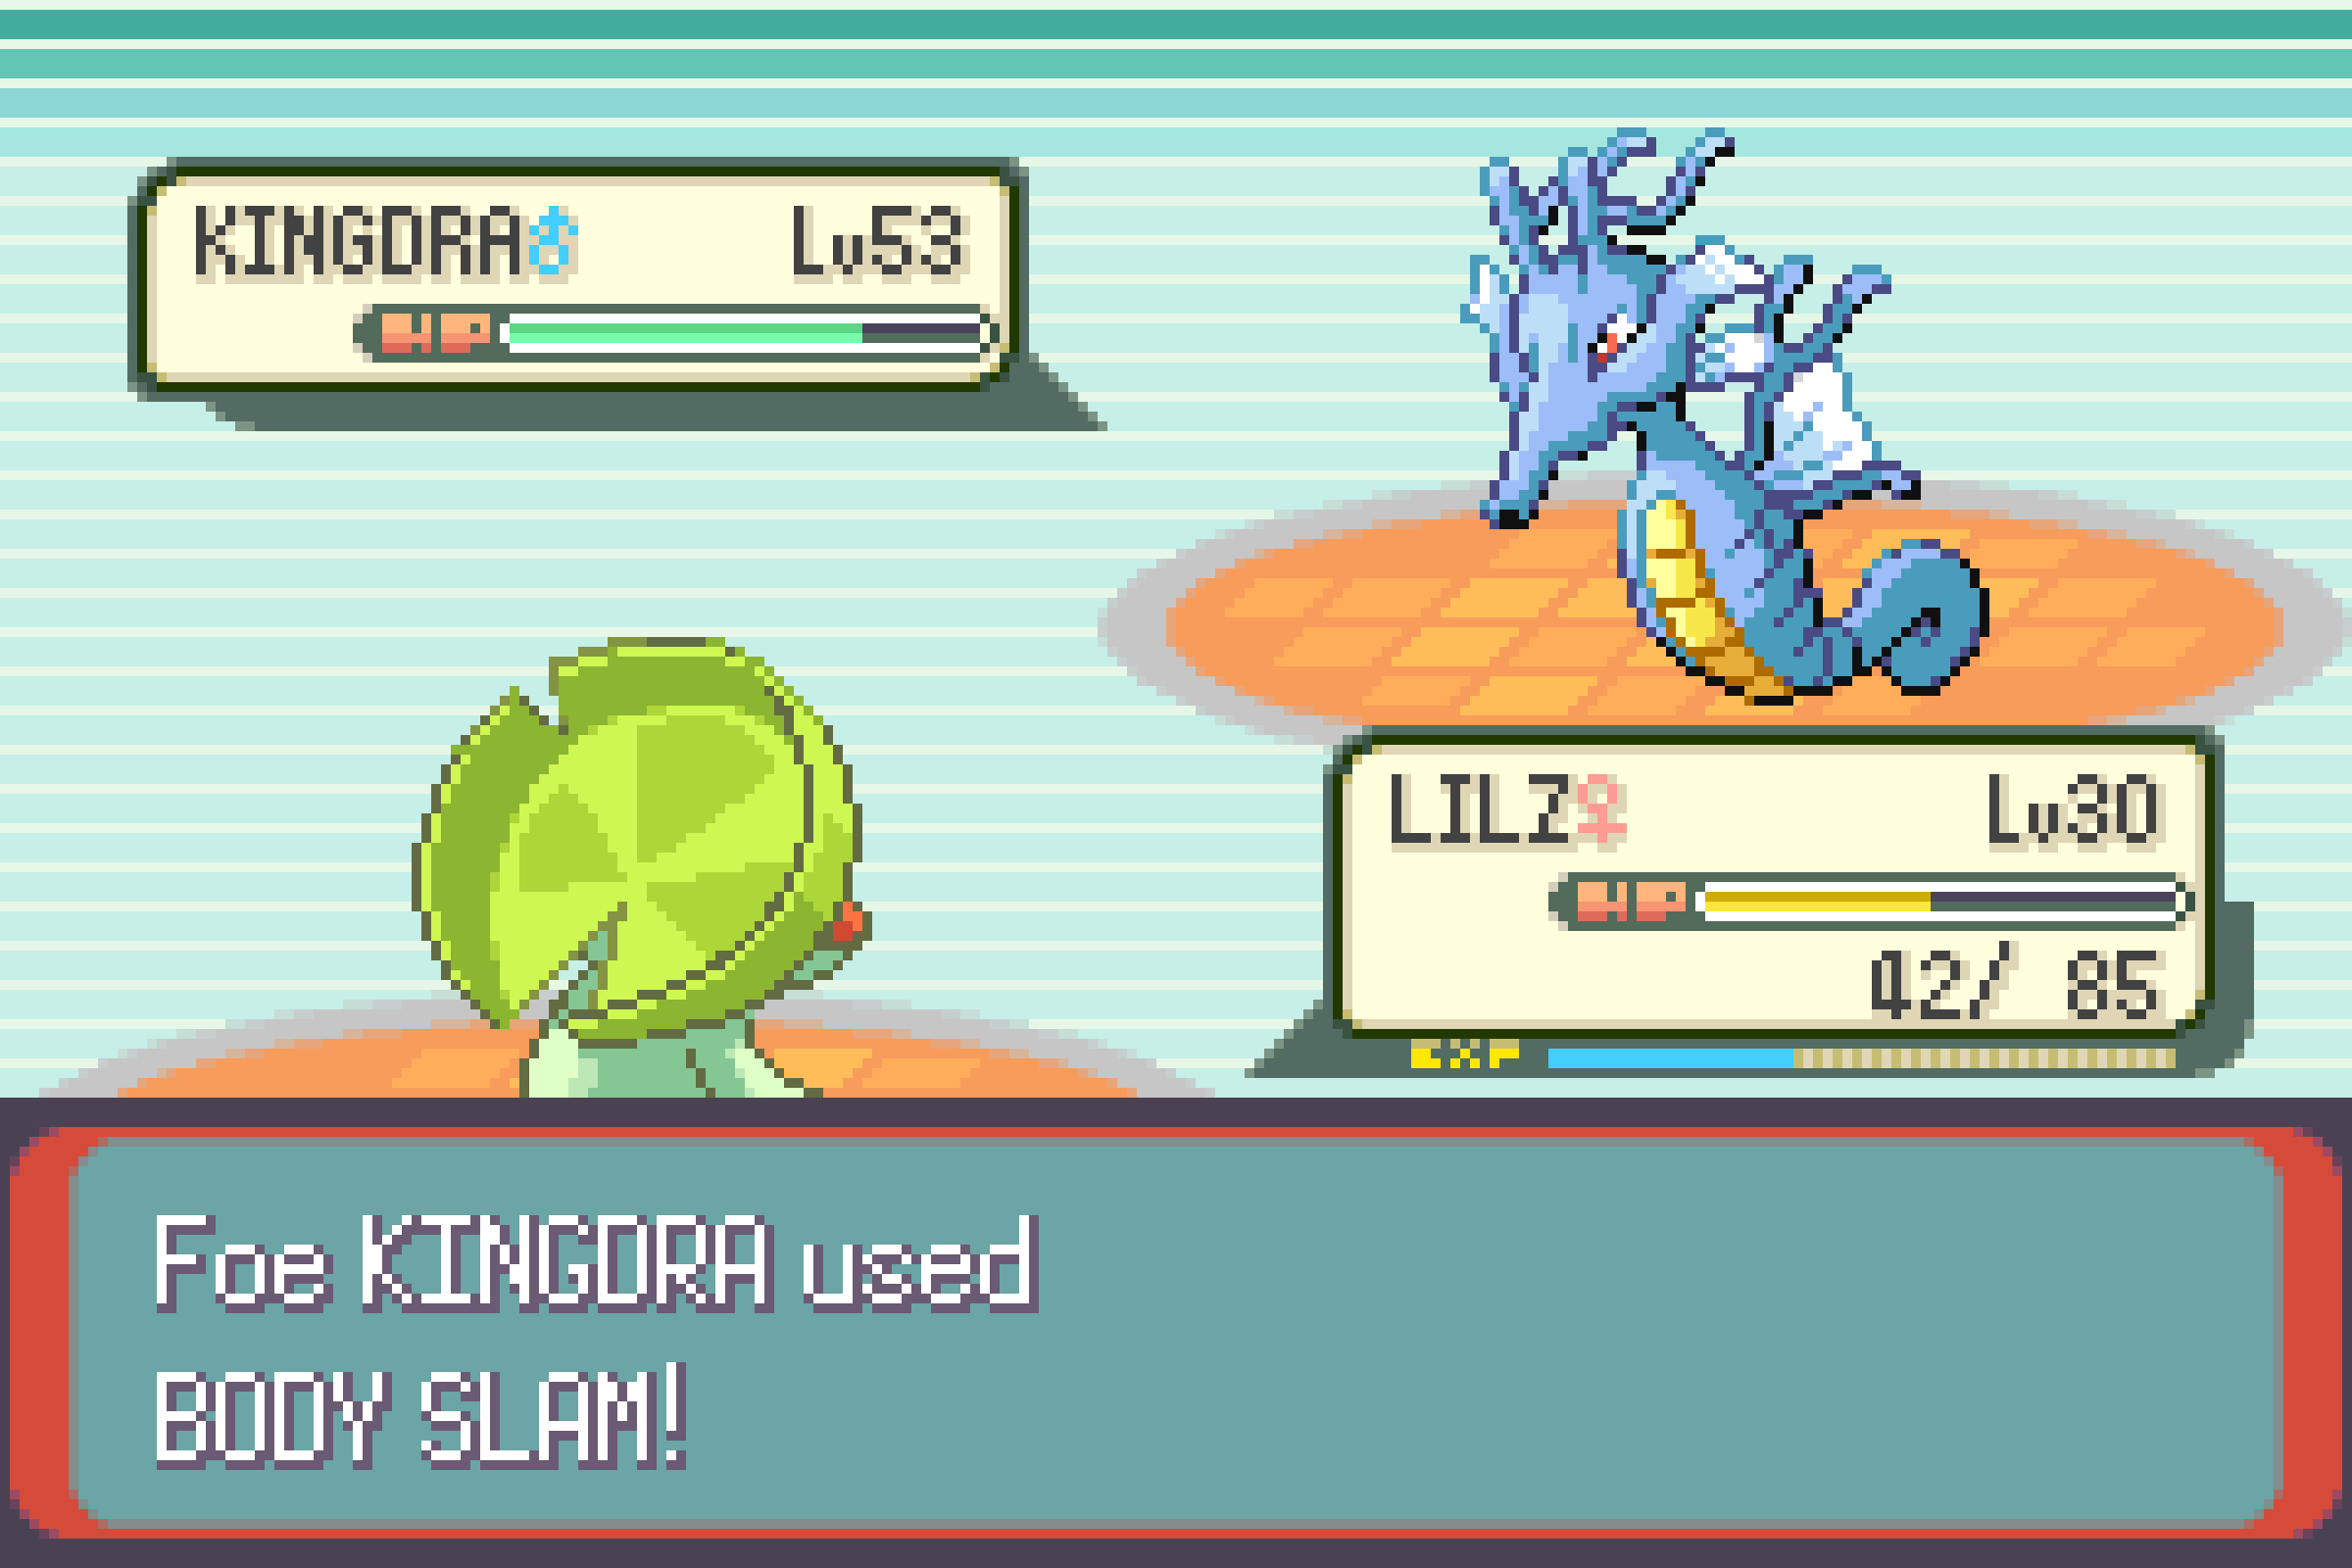 KINGDRA♂ Lv53
HP
LILZ♀ Lv30
HP
42/ 85
EXP
Foe KINGDRA used
BODY SLAM!